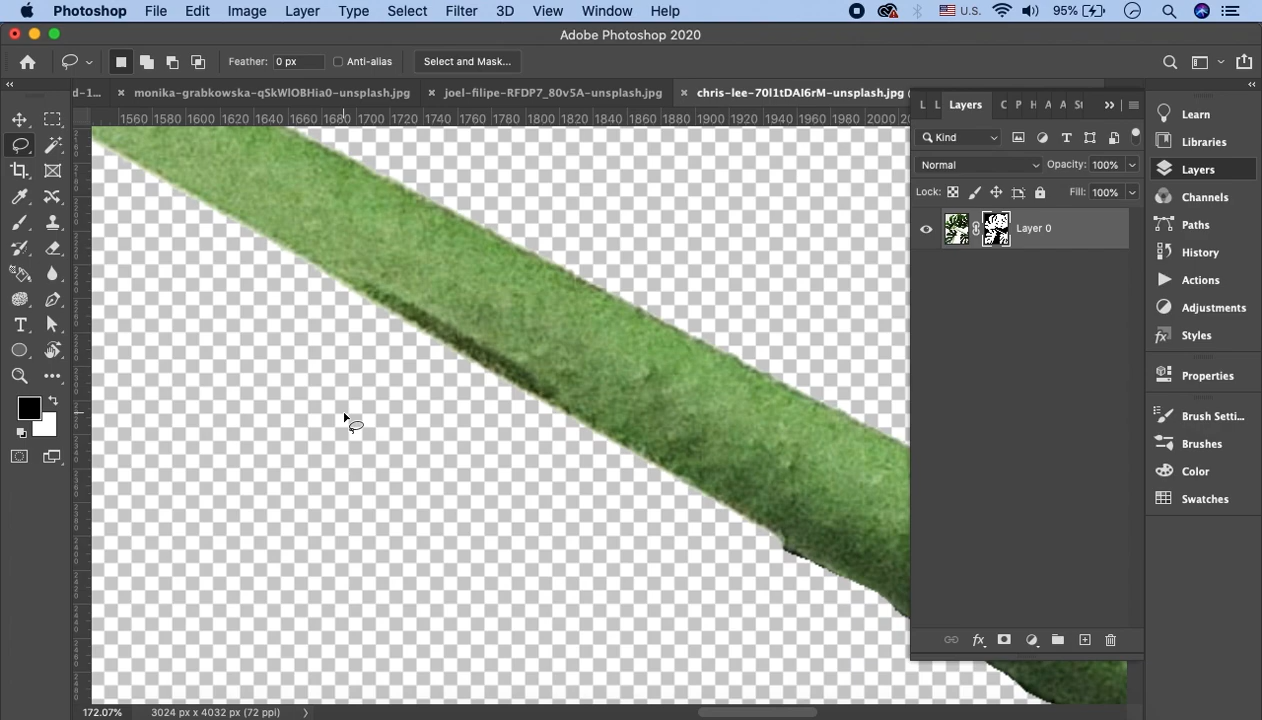 Photoshop File Edit Image Layer Type Select Filter 3D View Window Help U.S. 95%
Adobe Photoshop 2020
Feather: 0 px Anti-alias Select and Mask...
d-1... × monika-grabkowska-qSkWlOBHia0-unsplash.jpg × joel-filipe-RFDP7_80v5A-unsplash.jpg × chris-lee-70l1tDAI6rM-unsplash.jpg
1560 1580 1600 1620 1640 1660 1680 1700 1720 1740 1760 1780 1800 1820 1840 1860 1880 1900 1920 1940 1960 1980 2000
L L Layers C P H A A St
Kind
Normal Opacity: 100%
Lock: Fill: 100%
Layer 0
Learn
Libraries
Layers
Channels
Paths
History
Actions
Adjustments
Styles
Properties
Brush Setti...
Brushes
Color
Swatches
172.07% 3024 px x 4032 px (72 ppi)